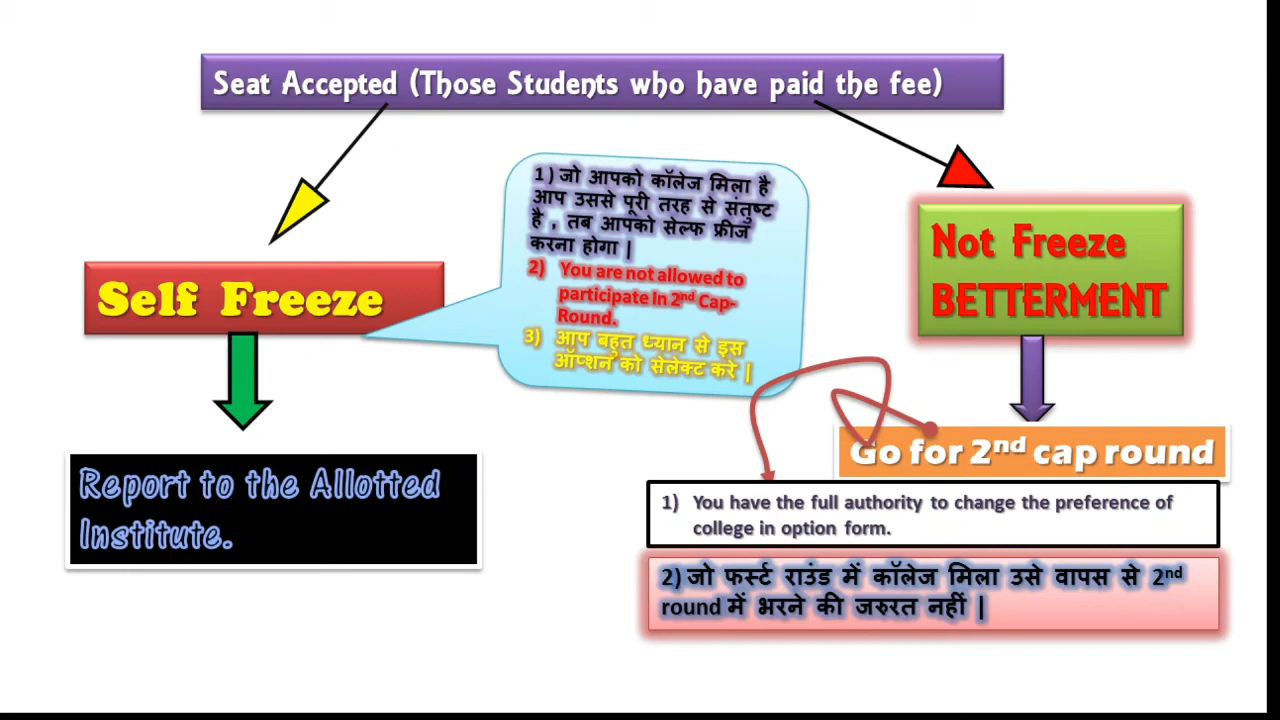 Seat Accepted (Those Students who have paid the fee)
Self Freeze
1) जो आपको कॉलेज मिला है
आप उससे पूरी तरह से संतुष्ट
है , तब आपको सेल्फ फ्रीज
करना होगा |
2) You are not allowed to
participate In 2nd Cap-
Round.
3) आप बहुत ध्यान से इस
ऑप्शन को सेलेक्ट करे |
Not Freeze
BETTERMENT
Report to the Allotted
Institute.
Go for 2nd cap round
1) You have the full authority to change the preference of
college in option form.
2) जो फर्स्ट राउंड में कॉलेज मिला उसे वापस से 2nd
round में भरने की जरुरत नहीं |